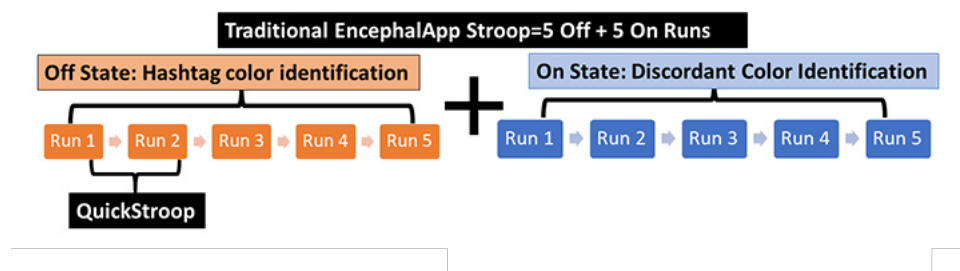 Traditional EncephalApp Stroop=5 Off + 5 On Runs
Off State: Hashtag color identification
+
On State: Discordant Color Identification
Run 1
Run 2
Run 3
Run 4
Run 5
Run 1
Run 2
Run 3
Run 4
Run 5
QuickStroop